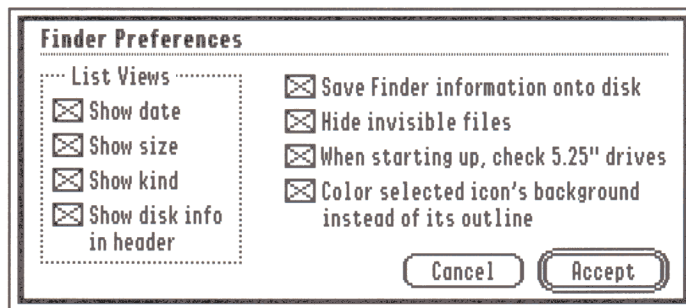 Finder Preferences
List Views
Show date
Show size
Show kind
Show disk info
in header
Save Finder information onto disk
Hide invisible files
When starting up, check 5.25" drives
Color selected icon's background
instead of its outline
Cancel
Accept